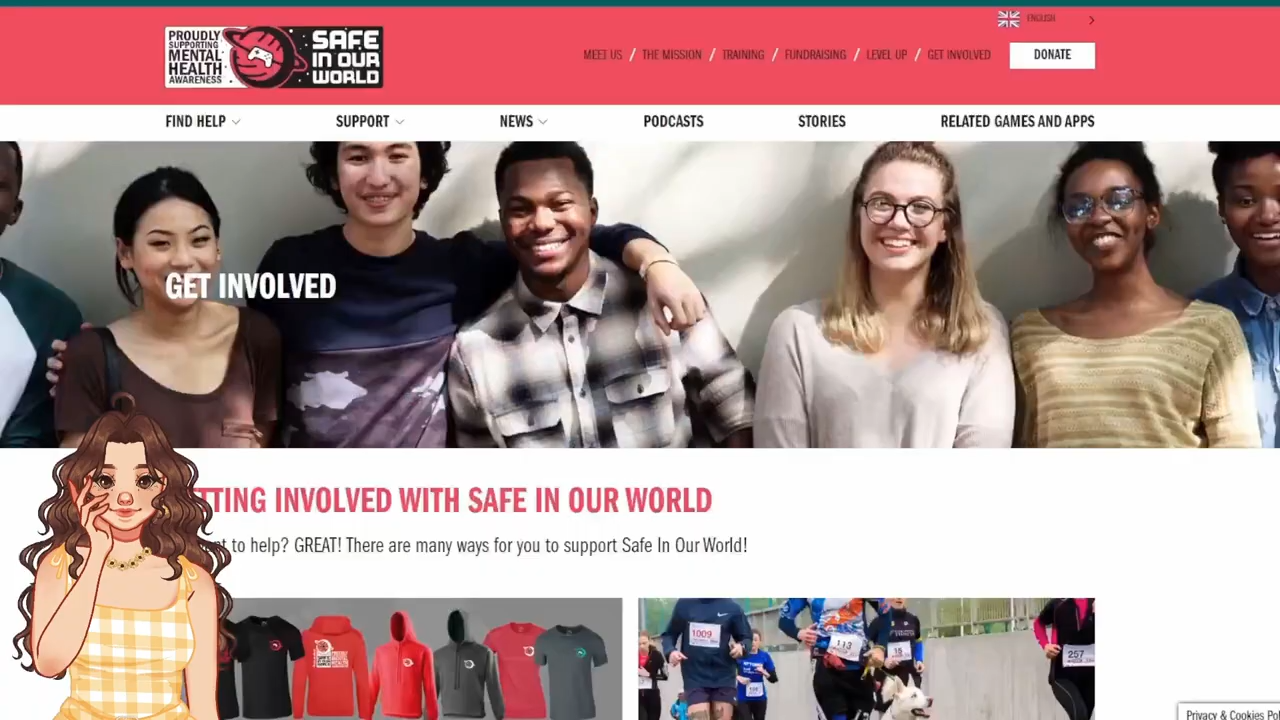 ENGLISH
PROUDLY
SUPPORTING
MENTAL
HEALTH
AWARENESS
SAFE
IN OUR
WORLD
MEET US / THE MISSION / TRAINING / FUNDRAISING / LEVEL UP / GET INVOLVED
DONATE
FIND HELP
SUPPORT
NEWS
PODCASTS
STORIES
RELATED GAMES AND APPS
GET INVOLVED
TTING INVOLVED WITH SAFE IN OUR WORLD
to help? GREAT! There are many ways for you to support Safe In Our World!
1009
113
15
257
Privacy & Cookies Pol